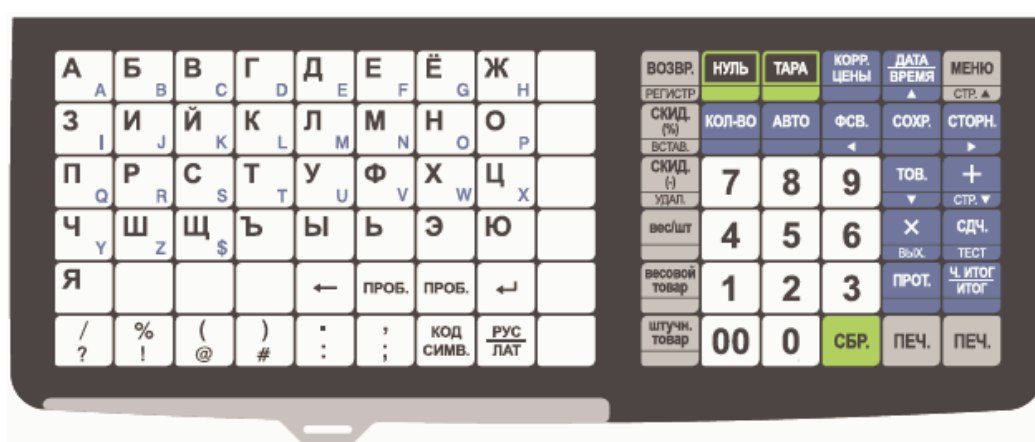 А A Б B В C Г D Д E Е F Ё G Ж H
З I И J Й K К L Л M М N Н O О P
П Q Р R С S Т T У U Ф V Х W Ц X
Ч Y Ш Z Щ $ Ъ Ы Ь Э Ю
Я ← ПРОБ. ПРОБ. ↵
/ ? % ! ( @ ) # . : , ; КОД СИМВ. РУС ЛАТ
ВОЗВР. РЕГИСТР НУЛЬ ТАРА КОРР. ЦЕНЫ ДАТА ВРЕМЯ ▲ МЕНЮ СТР. ▲
СКИД. (%) ВСТАВ. КОЛ-ВО АВТО ФСВ. ◄ СОХР. СТОРН. ►
СКИД. (-) УДАЛ. 7 8 9 ТОВ. ▼ + СТР. ▼
вес/шт 4 5 6 × ВЫХ. СДЧ. ТЕСТ
весовой товар 1 2 3 ПРОТ. Ч. ИТОГ ИТОГ
штучн. товар 00 0 СБР. ПЕЧ. ПЕЧ.